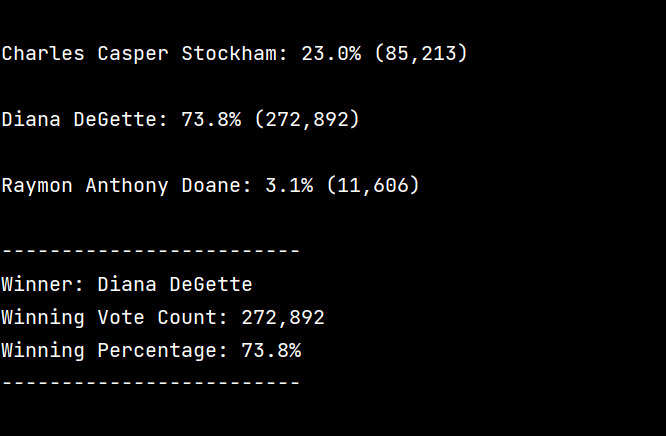 Charles Casper Stockham: 23.0% (85,213)
Diana DeGette: 73.8% (272,892)
Raymon Anthony Doane: 3.1% (11,606)
-------------------------
Winner: Diana DeGette
Winning Vote Count: 272,892
Winning Percentage: 73.8%
-------------------------